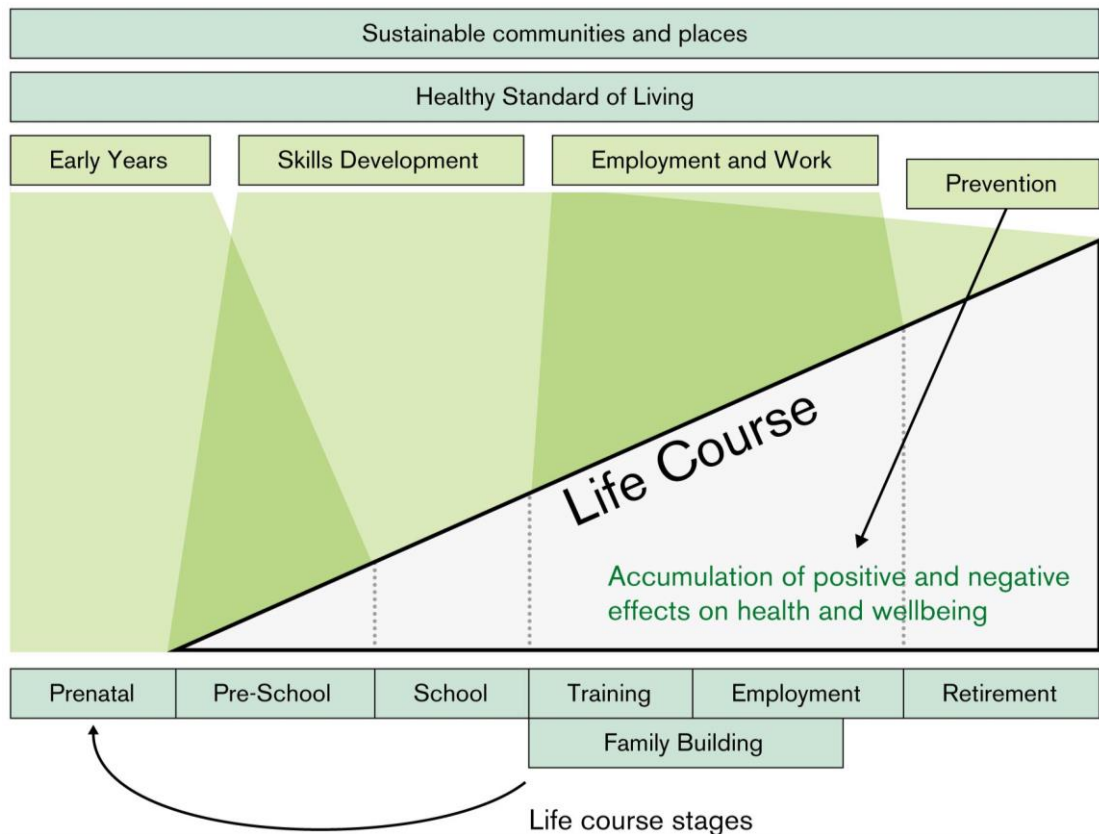 Sustainable communities and places
Healthy Standard of Living
Early Years
Skills Development
Employment and Work
Prevention
Life Course
Accumulation of positive and negative
effects on health and wellbeing
Prenatal
Pre-School
School
Training
Employment
Retirement
Family Building
Life course stages